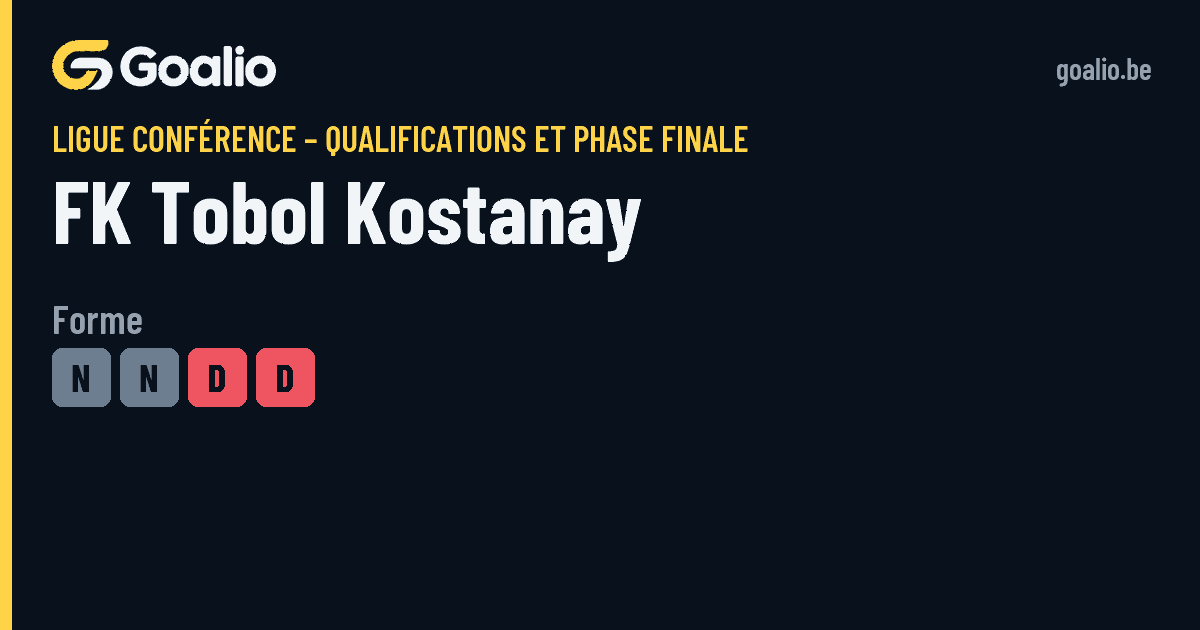 Goalio
goalio.be
LIGUE CONFÉRENCE – QUALIFICATIONS ET PHASE FINALE
FK Tobol Kostanay
Forme
N N D D